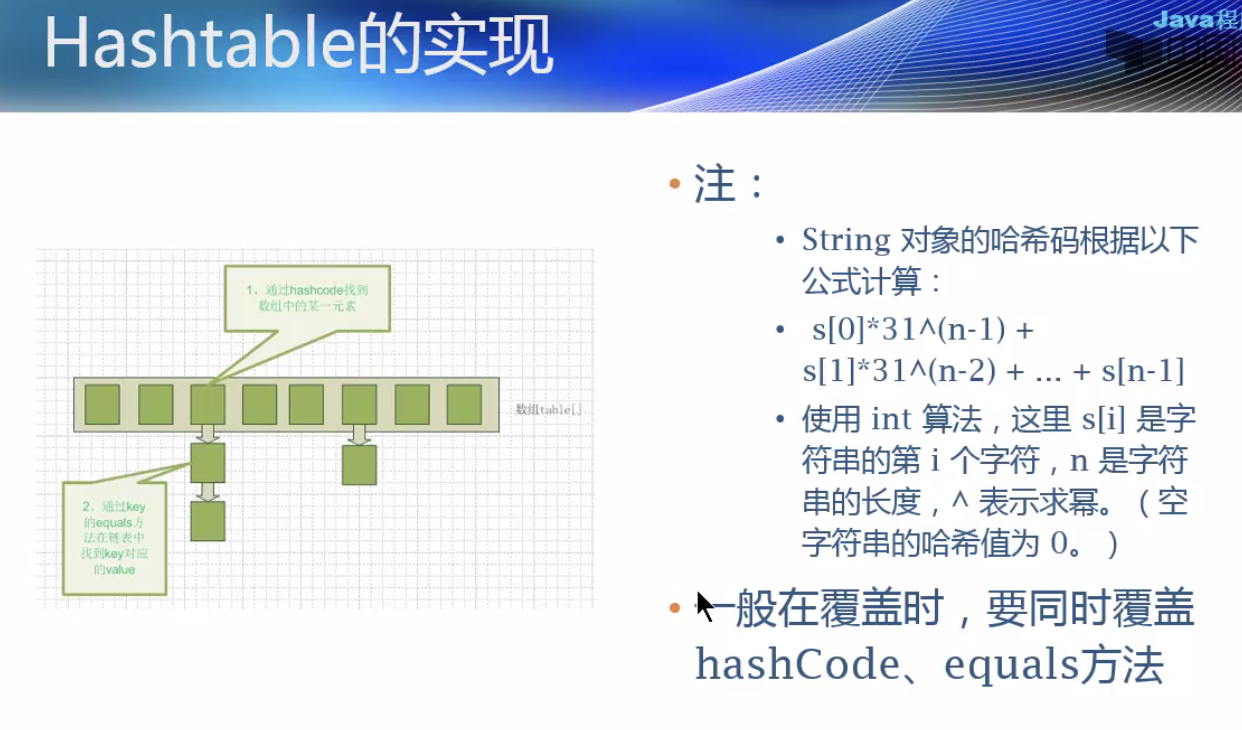 Hashtable的实现
Java程
注：
String 对象的哈希码根据以下
公式计算：
s[0]*31^(n-1) +
s[1]*31^(n-2) + ... + s[n-1]
使用 int 算法，这里 s[i] 是字
符串的第 i 个字符，n 是字符
串的长度，^ 表示求幂。（空
字符串的哈希值为 0。）
一般在覆盖时，要同时覆盖
hashCode、equals方法
1、通过hashcode找到
数组中的某一元素
数组table[]
2、通过key
的equals方
法在链表中
找到key对应
的value